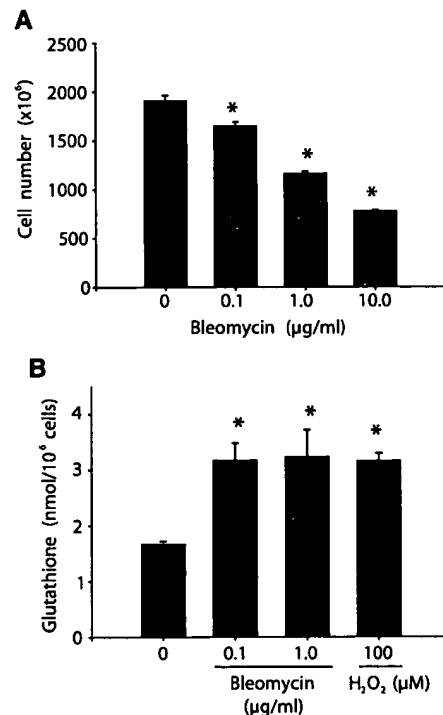 A
Cell number (x10⁶)
2500
2000
1500
1000
500
0
*
*
*
0 0.1 1.0 10.0
Bleomycin (µg/ml)
B
Glutathione (nmol/10⁶ cells)
4
3
2
1
0
* * *
0 0.1 1.0 100
Bleomycin H₂O₂ (µM)
(µg/ml)